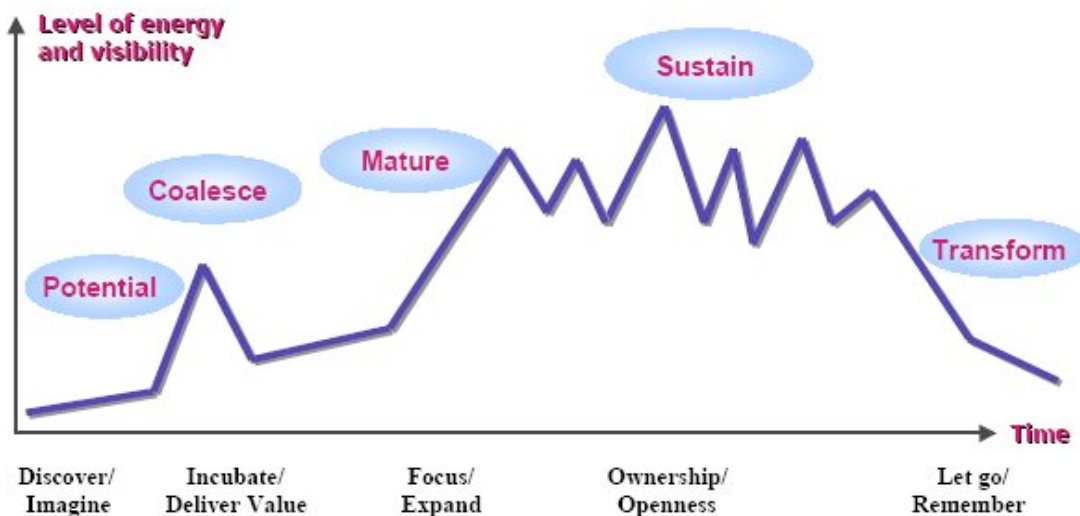 Level of energy
and visibility
Sustain
Mature
Coalesce
Transform
Potential
Time
Discover/
Imagine
Incubate/
Deliver Value
Focus/
Expand
Ownership/
Openness
Let go/
Remember